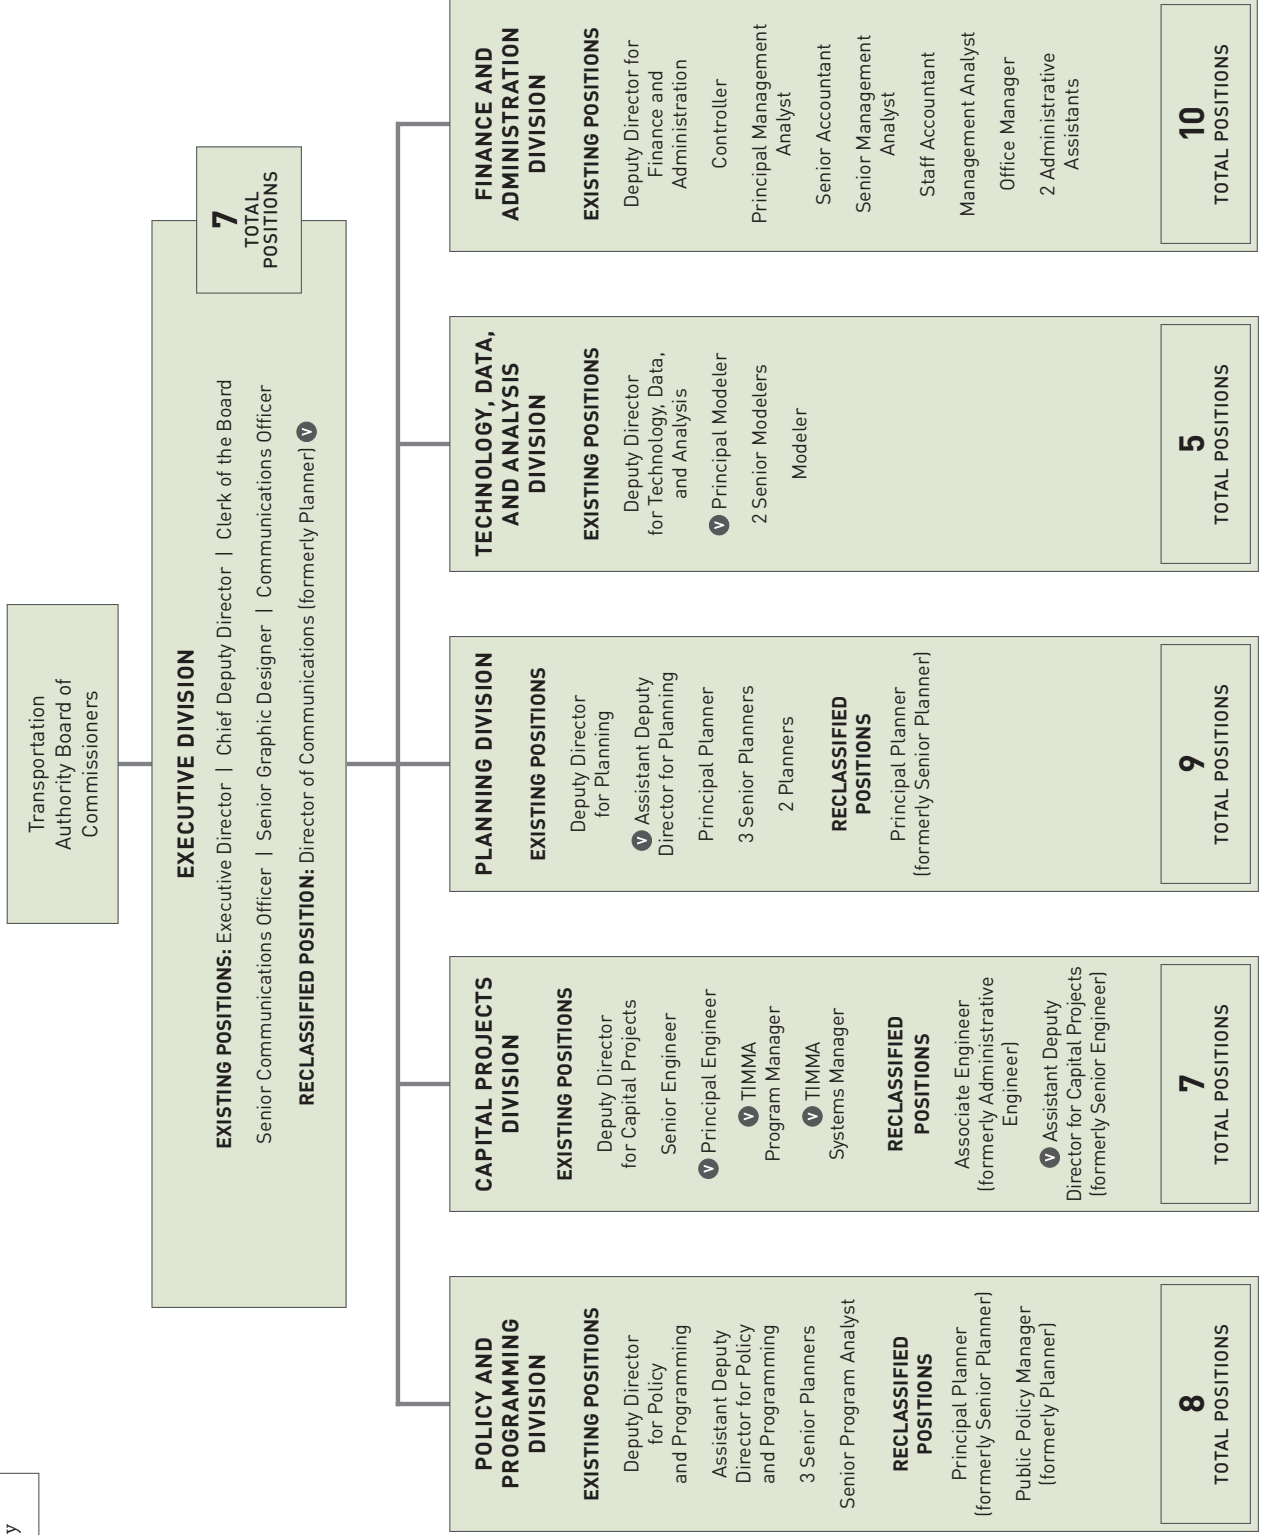 y
Transportation
Authority Board of
Commissioners
EXECUTIVE DIVISION
EXISTING POSITIONS: Executive Director | Chief Deputy Director | Clerk of the Board
Senior Communications Officer | Senior Graphic Designer | Communications Officer
RECLASSIFIED POSITION: Director of Communications (formerly Planner) V
7
TOTAL
POSITIONS
POLICY AND
PROGRAMMING
DIVISION
EXISTING POSITIONS
Deputy Director
for Policy
and Programming
Assistant Deputy
Director for Policy
and Programming
3 Senior Planners
Senior Program Analyst
RECLASSIFIED
POSITIONS
Principal Planner
(formerly Senior Planner)
Public Policy Manager
(formerly Planner)
8
TOTAL POSITIONS
CAPITAL PROJECTS
DIVISION
EXISTING POSITIONS
Deputy Director
for Capital Projects
Senior Engineer
V Principal Engineer
V TIMMA
Program Manager
V TIMMA
Systems Manager
RECLASSIFIED
POSITIONS
Associate Engineer
(formerly Administrative
Engineer)
V Assistant Deputy
Director for Capital Projects
(formerly Senior Engineer)
7
TOTAL POSITIONS
PLANNING DIVISION
EXISTING POSITIONS
Deputy Director
for Planning
V Assistant Deputy
Director for Planning
Principal Planner
3 Senior Planners
2 Planners
RECLASSIFIED
POSITIONS
Principal Planner
(formerly Senior Planner)
9
TOTAL POSITIONS
TECHNOLOGY, DATA,
AND ANALYSIS
DIVISION
EXISTING POSITIONS
Deputy Director
for Technology, Data,
and Analysis
V Principal Modeler
2 Senior Modelers
Modeler
5
TOTAL POSITIONS
FINANCE AND
ADMINISTRATION
DIVISION
EXISTING POSITIONS
Deputy Director for
Finance and
Administration
Controller
Principal Management
Analyst
Senior Accountant
Senior Management
Analyst
Staff Accountant
Management Analyst
Office Manager
2 Administrative
Assistants
10
TOTAL POSITIONS